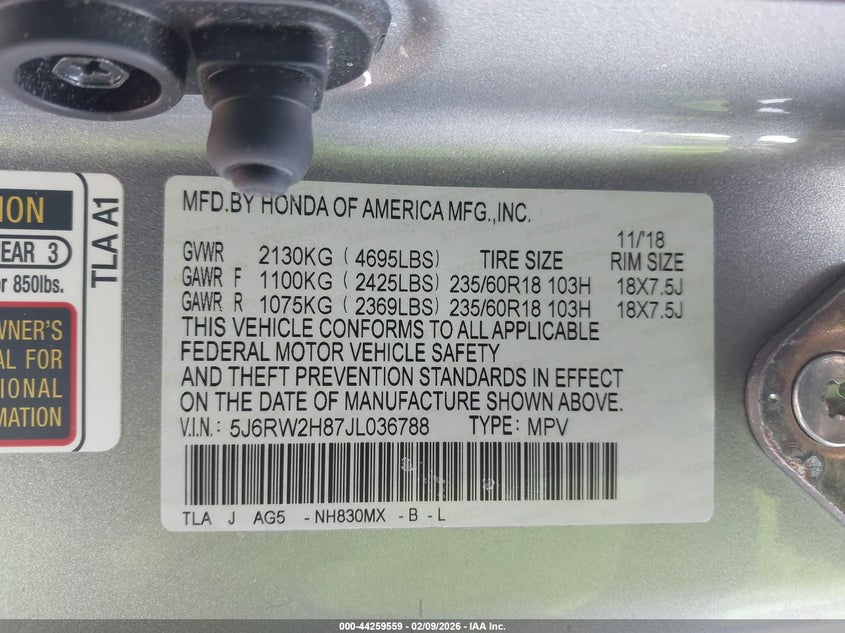 MFD.BY HONDA OF AMERICA MFG.,INC.
11/'18
GVWR 2130KG ( 4695LBS) TIRE SIZE RIM SIZE
GAWR F 1100KG ( 2425LBS) 235/60R18 103H 18X7.5J
GAWR R 1075KG ( 2369LBS) 235/60R18 103H 18X7.5J
THIS VEHICLE CONFORMS TO ALL APPLICABLE
FEDERAL MOTOR VEHICLE SAFETY
AND THEFT PREVENTION STANDARDS IN EFFECT
ON THE DATE OF MANUFACTURE SHOWN ABOVE.
V.I.N.: 5J6RW2H87JL036788 TYPE: MPV
TLA J AG5 -NH830MX -B -L
TLA A1
ION
EAR 3
r 850lbs.
WNER'S
AL FOR
IONAL
MATION
000-44259559 - 02/09/2026 - IAA Inc.